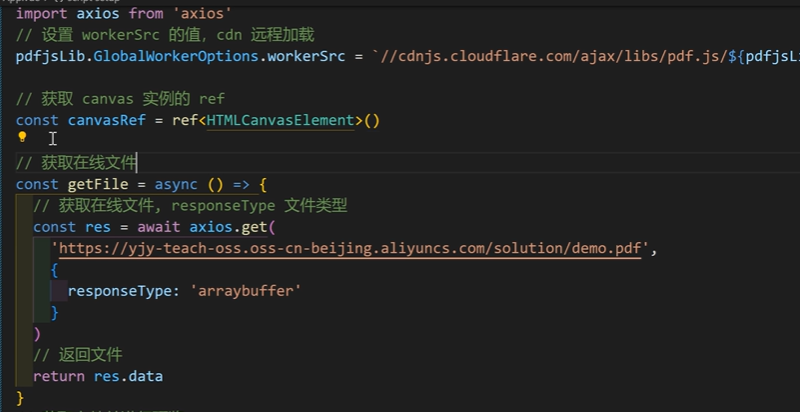 import axios from 'axios'
// 设置 workerSrc 的值，cdn 远程加载
pdfjsLib.GlobalWorkerOptions.workerSrc = `//cdnjs.cloudflare.com/ajax/libs/pdf.js/${pdfjsLi
// 获取 canvas 实例的 ref
const canvasRef = ref<HTMLCanvasElement>()
// 获取在线文件
const getFile = async () => {
// 获取在线文件, responseType 文件类型
const res = await axios.get(
'https://yjy-teach-oss.oss-cn-beijing.aliyuncs.com/solution/demo.pdf',
{
responseType: 'arraybuffer'
}
)
// 返回文件
return res.data
}